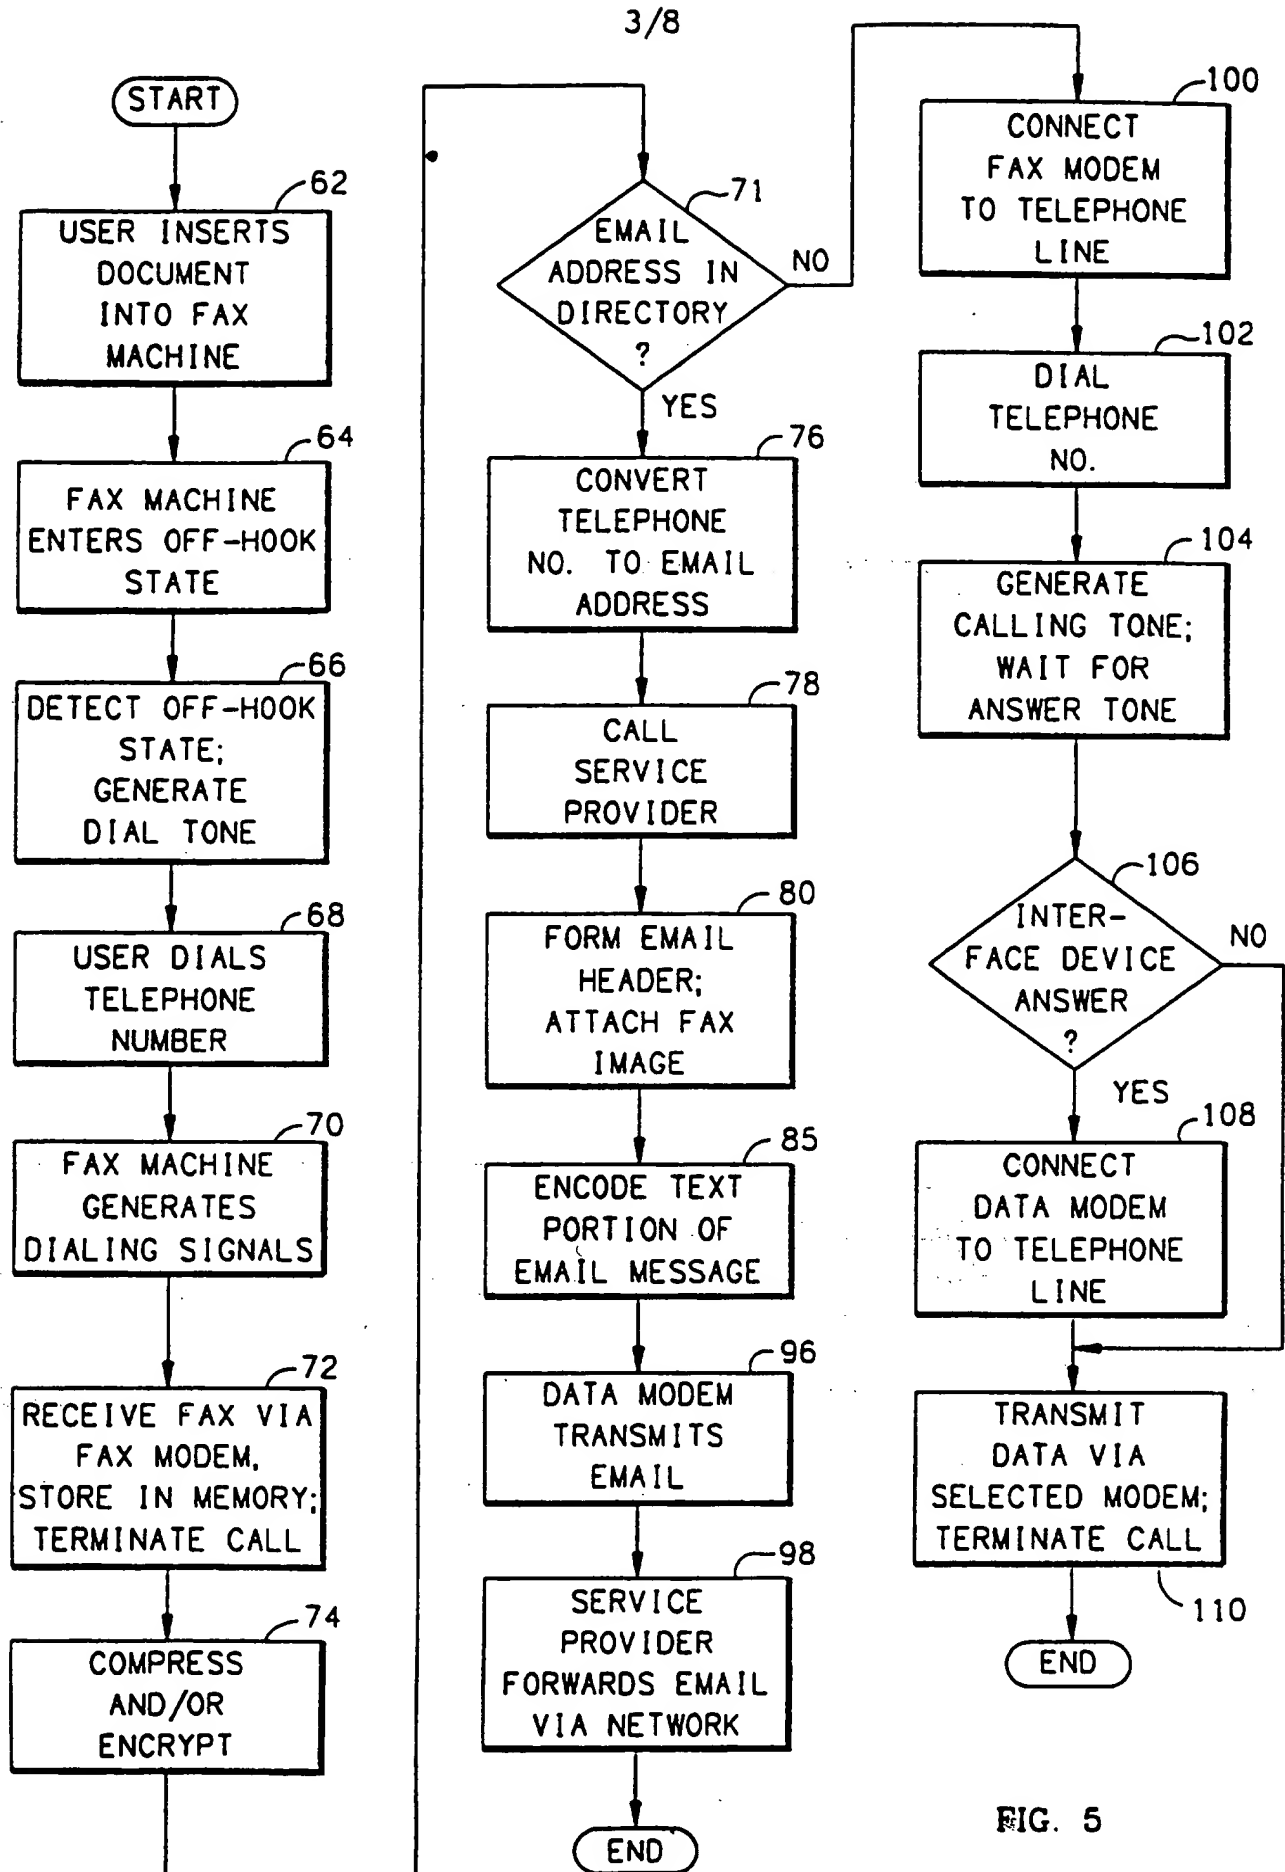 3/8
START
62
USER INSERTS
DOCUMENT
INTO FAX
MACHINE
64
FAX MACHINE
ENTERS OFF-HOOK
STATE
66
DETECT OFF-HOOK
STATE;
GENERATE
DIAL TONE
68
USER DIALS
TELEPHONE
NUMBER
70
FAX MACHINE
GENERATES
DIALING SIGNALS
72
RECEIVE FAX VIA
FAX MODEM,
STORE IN MEMORY;
TERMINATE CALL
74
COMPRESS
AND/OR
ENCRYPT
71
EMAIL
ADDRESS IN
DIRECTORY
?
NO
YES
76
CONVERT
TELEPHONE
NO. TO EMAIL
ADDRESS
78
CALL
SERVICE
PROVIDER
80
FORM EMAIL
HEADER;
ATTACH FAX
IMAGE
85
ENCODE TEXT
PORTION OF
EMAIL MESSAGE
96
DATA MODEM
TRANSMITS
EMAIL
98
SERVICE
PROVIDER
FORWARDS EMAIL
VIA NETWORK
END
100
CONNECT
FAX MODEM
TO TELEPHONE
LINE
102
DIAL
TELEPHONE
NO.
104
GENERATE
CALLING TONE;
WAIT FOR
ANSWER TONE
106
INTER-
FACE DEVICE
ANSWER
?
NO
YES
108
CONNECT
DATA MODEM
TO TELEPHONE
LINE
TRANSMIT
DATA VIA
SELECTED MODEM;
TERMINATE CALL
110
END
FIG. 5